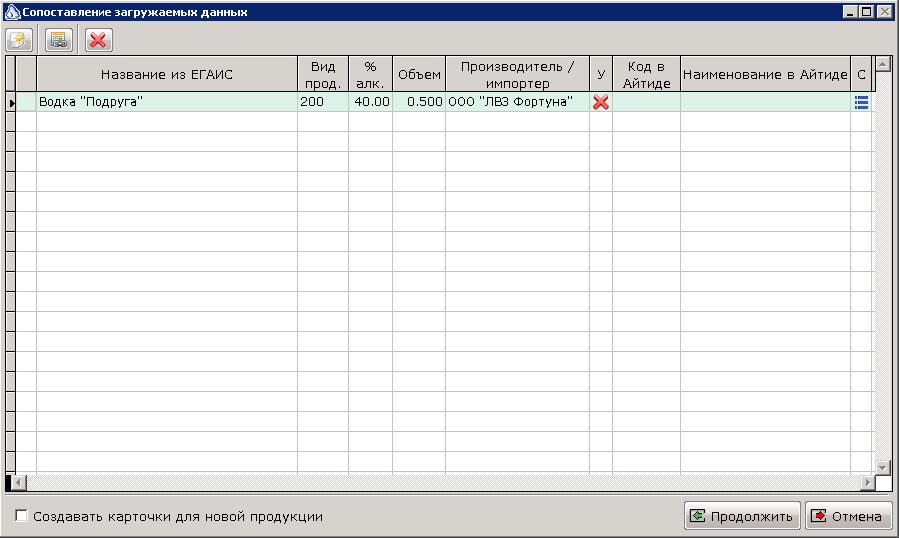 Сопоставление загружаемых данных
Название из ЕГАИС
Вид прод.
% алк.
Объем
Производитель / импортер
У
Код в Айтиде
Наименование в Айтиде
С
Водка "Подруга" 200 40.00 0.500 ООО "ЛВЗ Фортуна"
Создавать карточки для новой продукции
Продолжить
Отмена